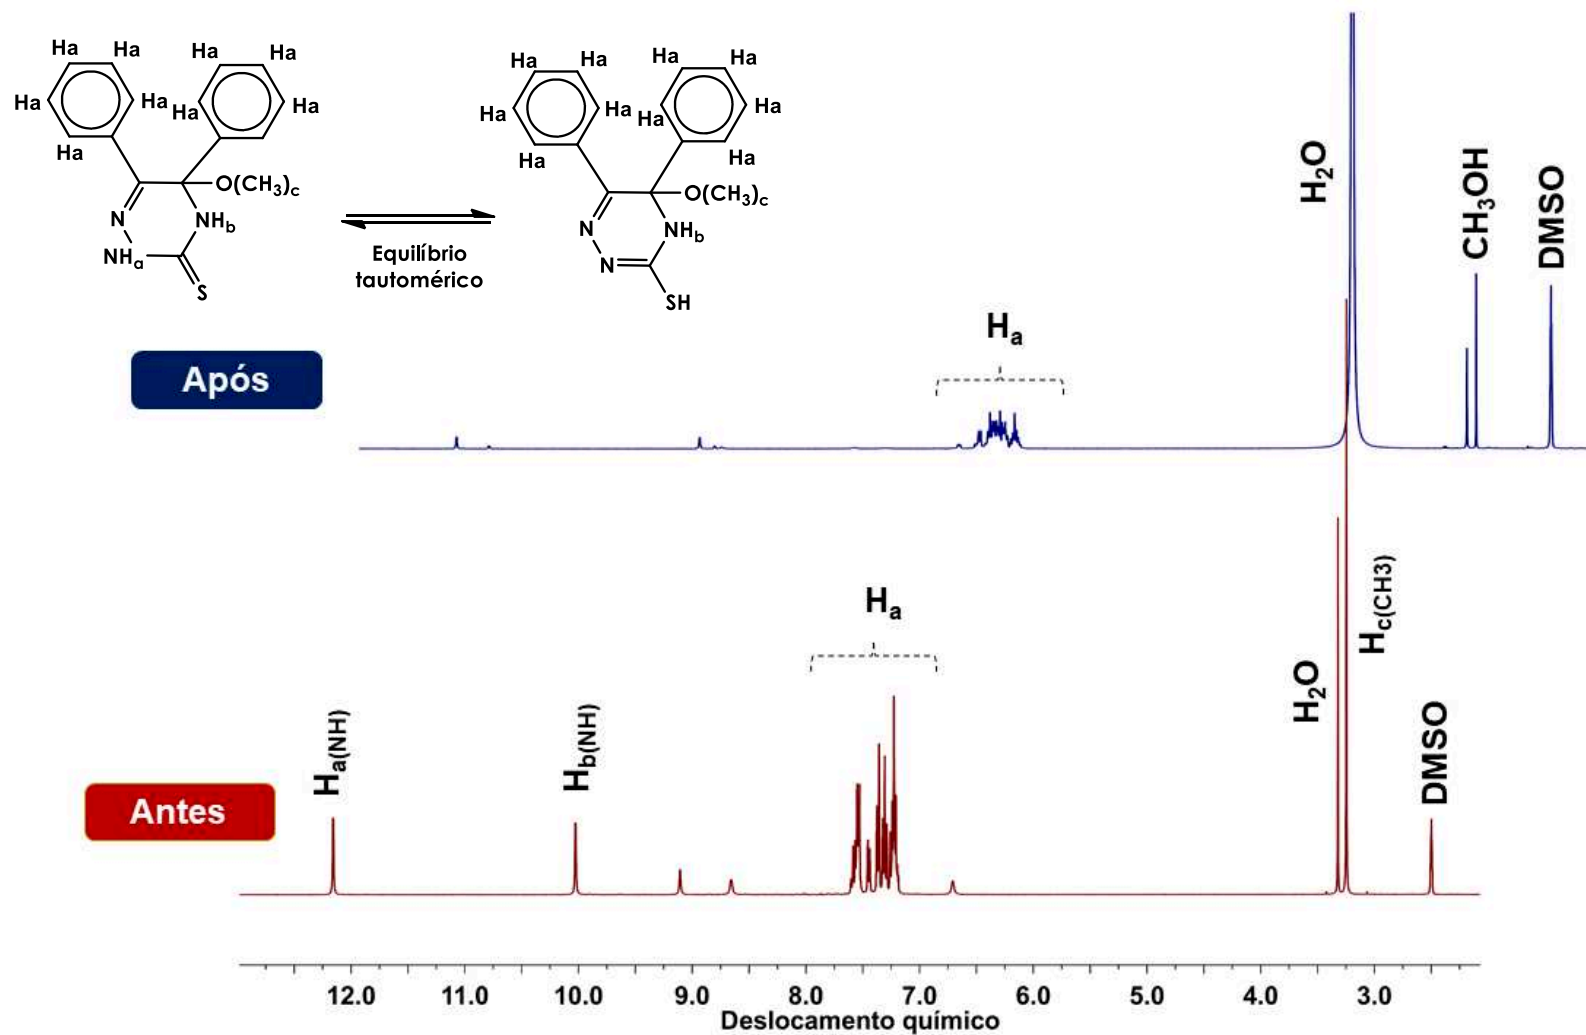 Ha Ha Ha Ha
Ha Ha Ha Ha
Ha
O(CH3)c
N NHb
NHa
S
Equilíbrio
tautomérico
Ha Ha Ha Ha
Ha Ha Ha Ha
Ha Ha
O(CH3)c
N NHb
N
SH
Após
Ha
H2O
CH3OH
DMSO
Antes
Ha(NH)
Hb(NH)
Ha
H2O
Hc(CH3)
DMSO
12.0 11.0 10.0 9.0 8.0 7.0 6.0 5.0 4.0 3.0
Deslocamento químico